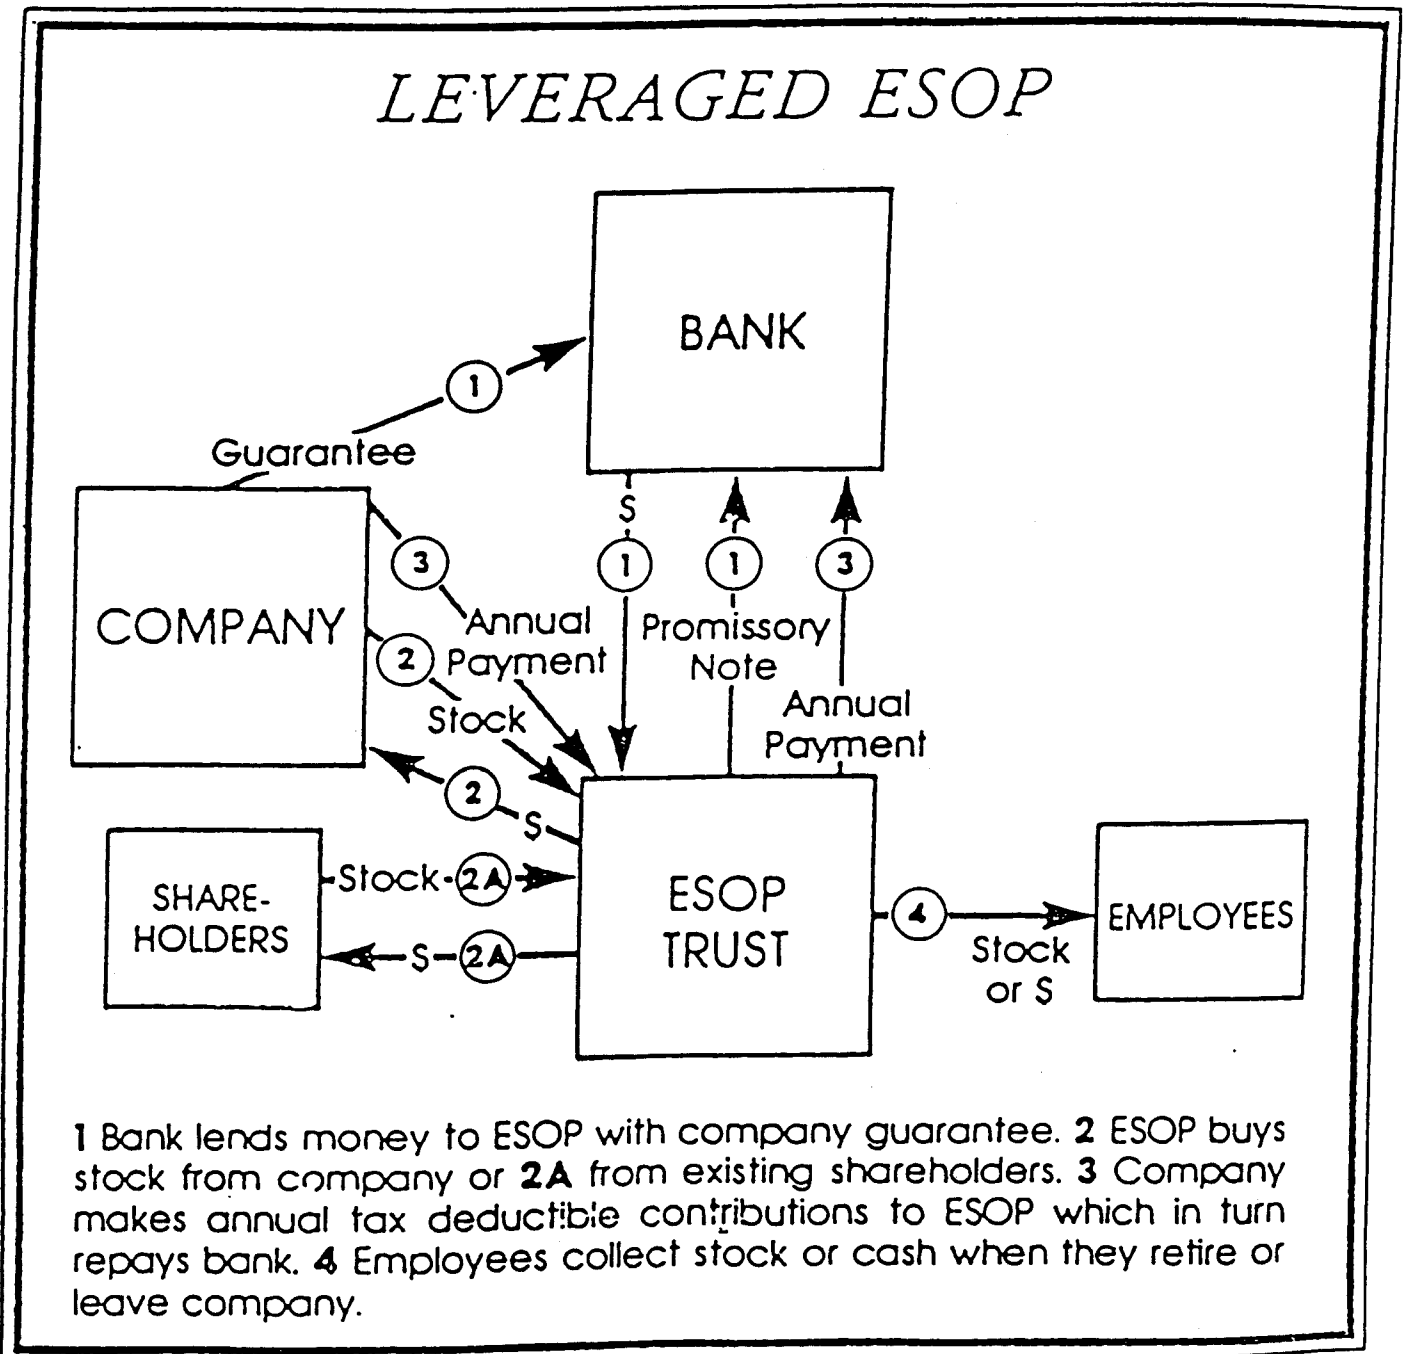 LEVERAGED ESOP
BANK
1
Guarantee
$
1
1
3
COMPANY
3
Annual
Payment
2
Stock
Promissory
Note
Annual
Payment
2
$
SHARE-
HOLDERS
Stock
2A
$
2A
ESOP
TRUST
4
Stock
or $
EMPLOYEES
1 Bank lends money to ESOP with company guarantee. 2 ESOP buys
stock from company or 2A from existing shareholders. 3 Company
makes annual tax deductible contributions to ESOP which in turn
repays bank. 4 Employees collect stock or cash when they retire or
leave company.